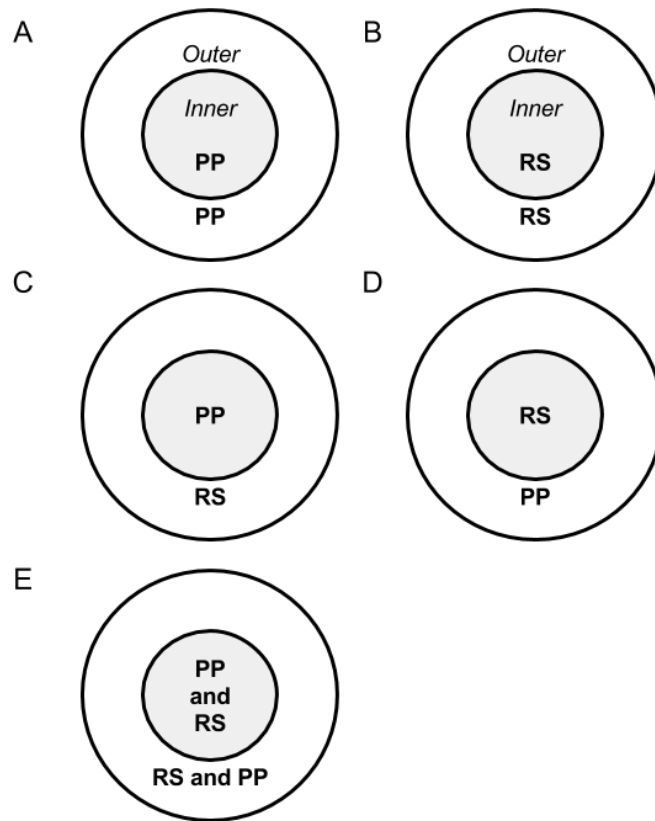 A
Outer
Inner
PP
PP
B
Outer
Inner
RS
RS
C
PP
RS
D
RS
PP
E
PP
and
RS
RS and PP